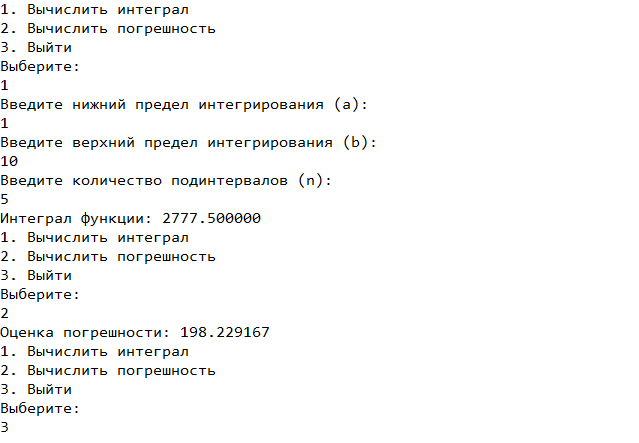 1. Вычислить интеграл
2. Вычислить погрешность
3. Выйти
Выберите:
1
Введите нижний предел интегрирования (a):
1
Введите верхний предел интегрирования (b):
10
Введите количество подинтервалов (n):
5
Интеграл функции: 2777.500000
1. Вычислить интеграл
2. Вычислить погрешность
3. Выйти
Выберите:
2
Оценка погрешности: 198.229167
1. Вычислить интеграл
2. Вычислить погрешность
3. Выйти
Выберите:
3